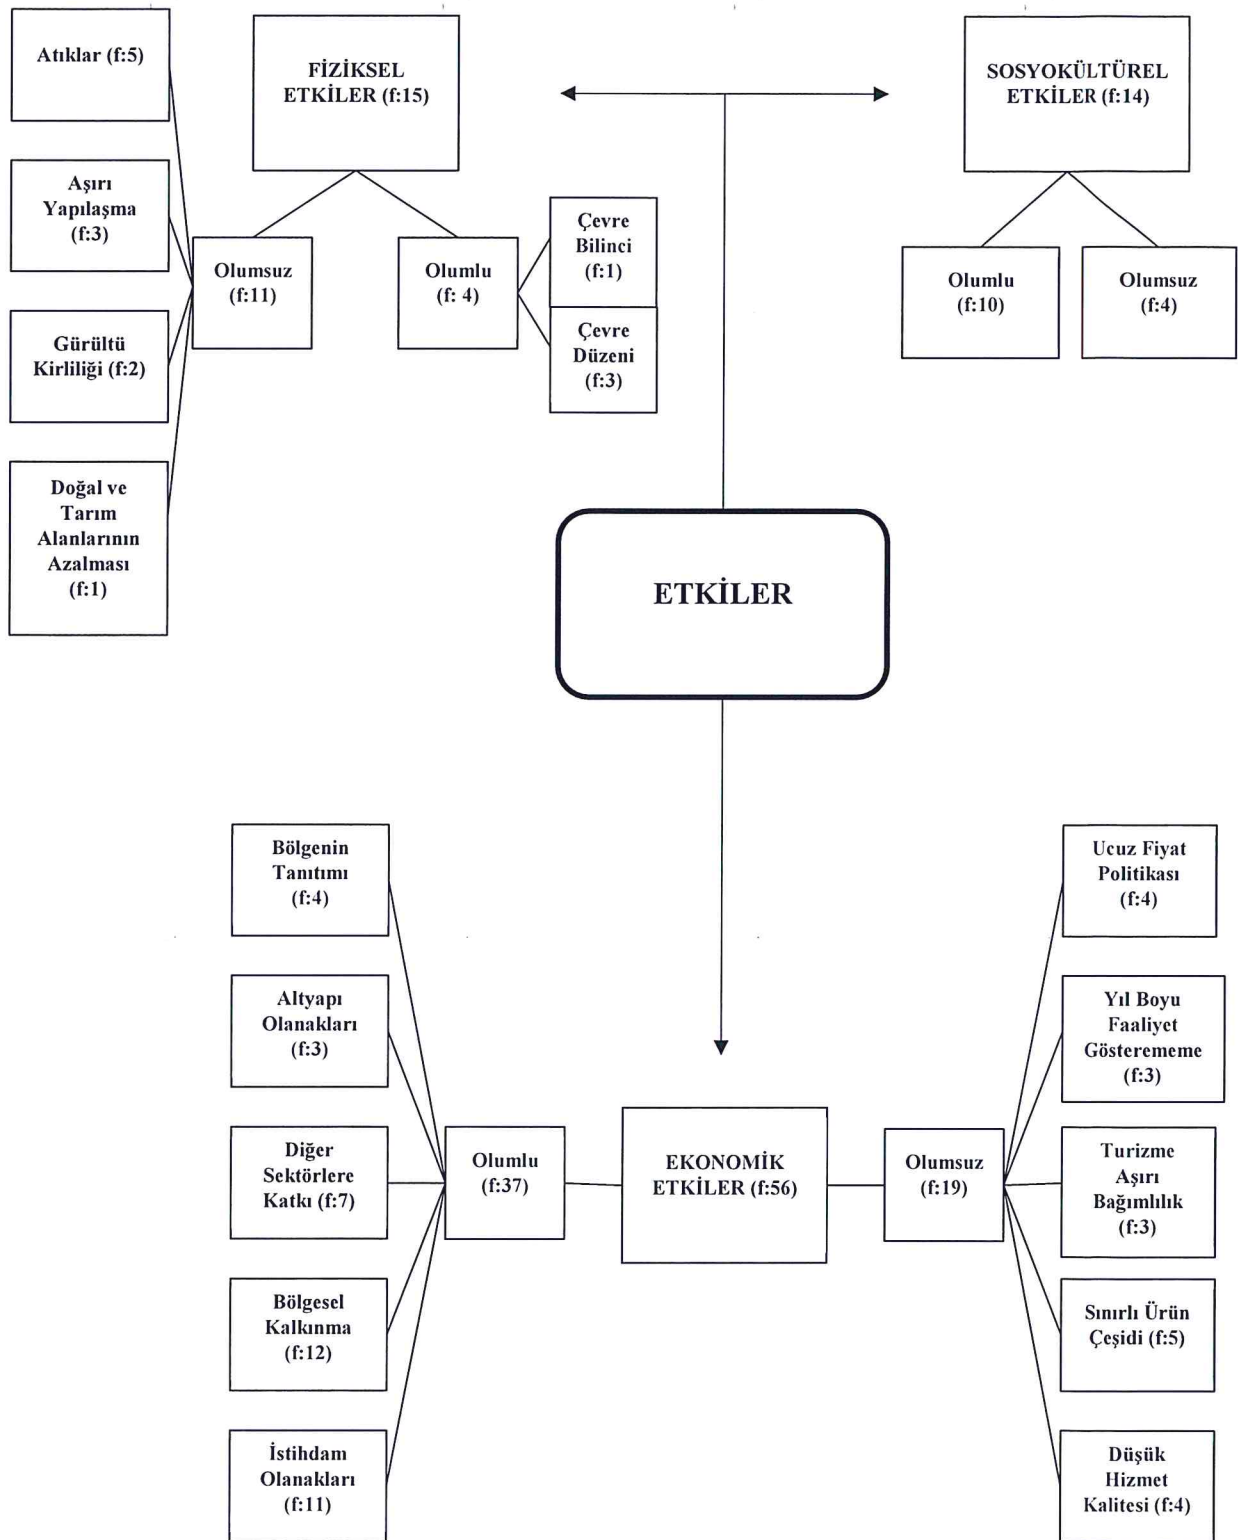 Atıklar (f:5)
FİZİKSEL
ETKİLER (f:15)
SOSYOKÜLTÜREL
ETKİLER (f:14)
Aşırı
Yapılaşma
(f:3)
Olumsuz
(f:11)
Olumlu
(f: 4)
Çevre
Bilinci
(f:1)
Çevre
Düzeni
(f:3)
Olumlu
(f:10)
Olumsuz
(f:4)
Gürültü
Kirliliği (f:2)
Doğal ve
Tarım
Alanlarının
Azalması
(f:1)
ETKİLER
Bölgenin
Tanıtımı
(f:4)
Altyapı
Olanakları
(f:3)
Diğer
Sektörlere
Katkı (f:7)
Bölgesel
Kalkınma
(f:12)
İstihdam
Olanakları
(f:11)
Olumlu
(f:37)
EKONOMİK
ETKİLER (f:56)
Olumsuz
(f:19)
Ucuz Fiyat
Politikası
(f:4)
Yıl Boyu
Faaliyet
Gösterememe
(f:3)
Turizme
Aşırı
Bağımlılık
(f:3)
Sınırlı Ürün
Çeşidi (f:5)
Düşük
Hizmet
Kalitesi (f:4)